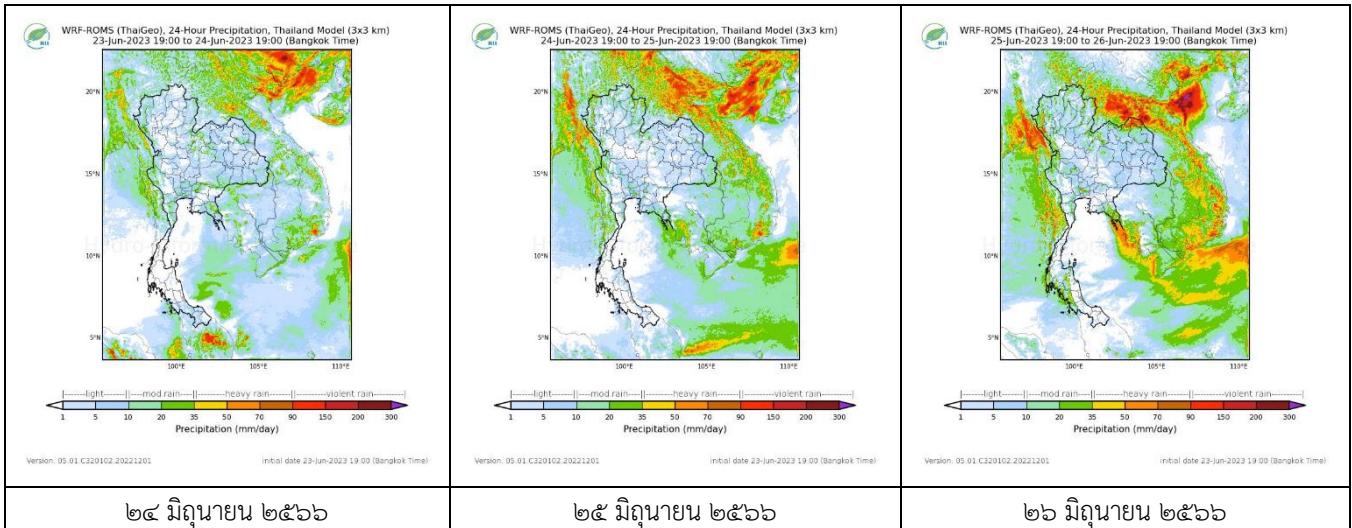 WRF-ROMS (ThaiGeo), 24-Hour Precipitation, Thailand Model (3x3 km)
23-Jun-2023 19:00 to 24-Jun-2023 19:00 (Bangkok Time)
20°N
15°N
10°N
5°N
100°E 105°E 110°E
|-------light-----||---mod rain---||--------heavy rain-------||-------violent rain------|
1 5 10 20 35 50 70 90 150 200 300
Precipitation (mm/day)
Version: 05.01.C320102.20221201 initial date 23-Jun-2023 19:00 (Bangkok Time)
๒๔ มิถุนายน ๒๕๖๖
WRF-ROMS (ThaiGeo), 24-Hour Precipitation, Thailand Model (3x3 km)
24-Jun-2023 19:00 to 25-Jun-2023 19:00 (Bangkok Time)
20°N
15°N
10°N
5°N
100°E 105°E 110°E
|-------light-----||---mod rain---||--------heavy rain-------||-------violent rain------|
1 5 10 20 35 50 70 90 150 200 300
Precipitation (mm/day)
Version: 05.01.C320102.20221201 initial date 23-Jun-2023 19:00 (Bangkok Time)
๒๕ มิถุนายน ๒๕๖๖
WRF-ROMS (ThaiGeo), 24-Hour Precipitation, Thailand Model (3x3 km)
25-Jun-2023 19:00 to 26-Jun-2023 19:00 (Bangkok Time)
20°N
15°N
10°N
5°N
100°E 105°E 110°E
|-------light-----||---mod rain---||--------heavy rain-------||-------violent rain------|
1 5 10 20 35 50 70 90 150 200 300
Precipitation (mm/day)
Version: 05.01.C320102.20221201 initial date 23-Jun-2023 19:00 (Bangkok Time)
๒๖ มิถุนายน ๒๕๖๖